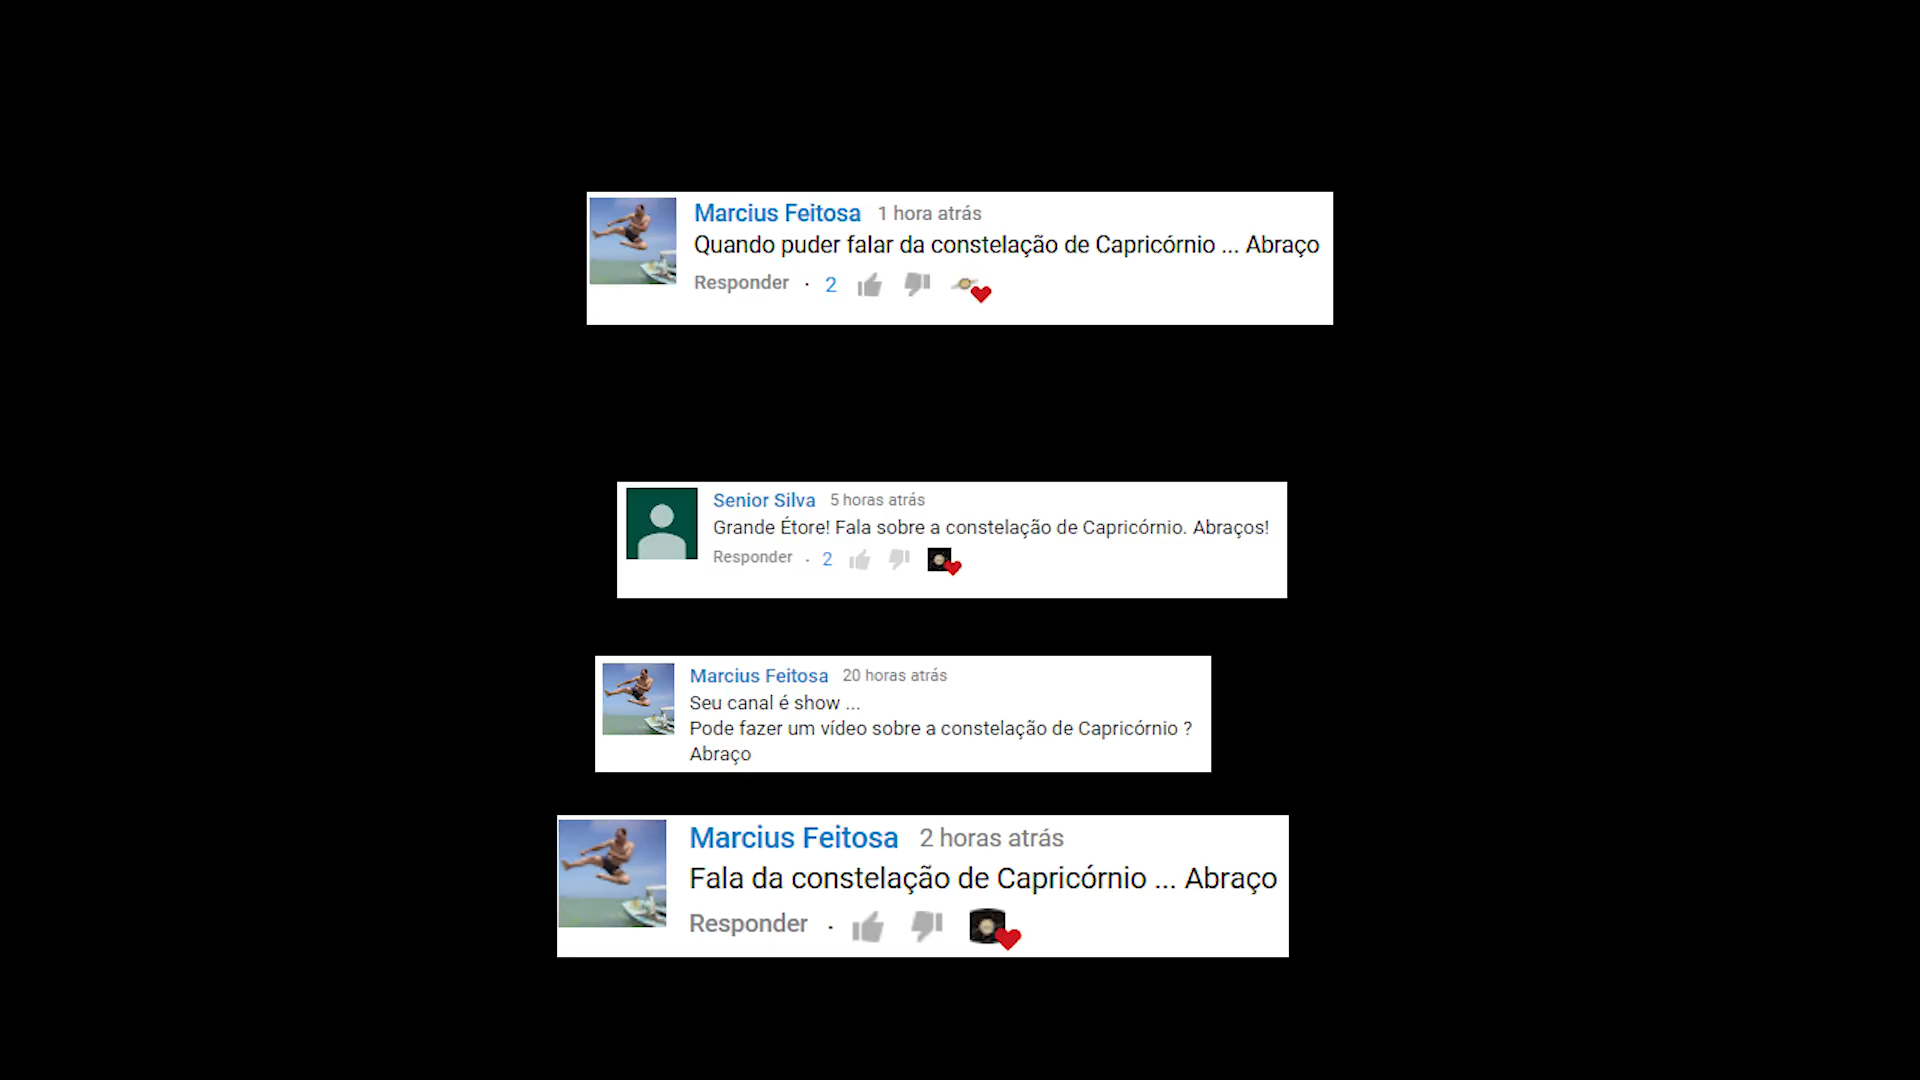 Marcius Feitosa 1 hora atrás
Quando puder falar da constelação de Capricórnio ... Abraço
Responder · 2
Senior Silva 5 horas atrás
Grande Étore! Fala sobre a constelação de Capricórnio. Abraços!
Responder · 2
Marcius Feitosa 20 horas atrás
Seu canal é show ...
Pode fazer um vídeo sobre a constelação de Capricórnio ?
Abraço
Marcius Feitosa 2 horas atrás
Fala da constelação de Capricórnio ... Abraço
Responder ·